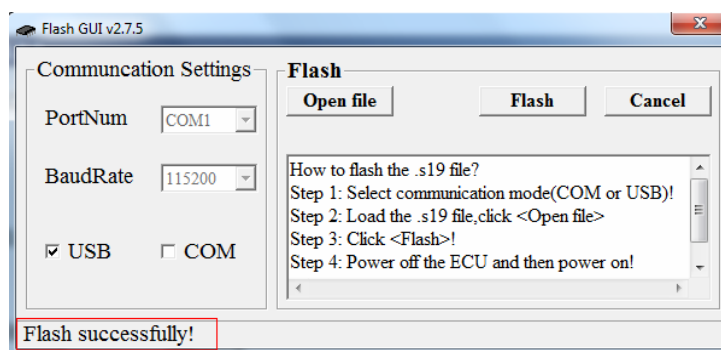 Flash GUI v2.7.5
Communcation Settings
PortNum
COM1
BaudRate
115200
USB
COM
Flash
Open file
Flash
Cancel
How to flash the .s19 file?
Step 1: Select communication mode(COM or USB)!
Step 2: Load the .s19 file,click <Open file>
Step 3: Click <Flash>!
Step 4: Power off the ECU and then power on!
Flash successfully!